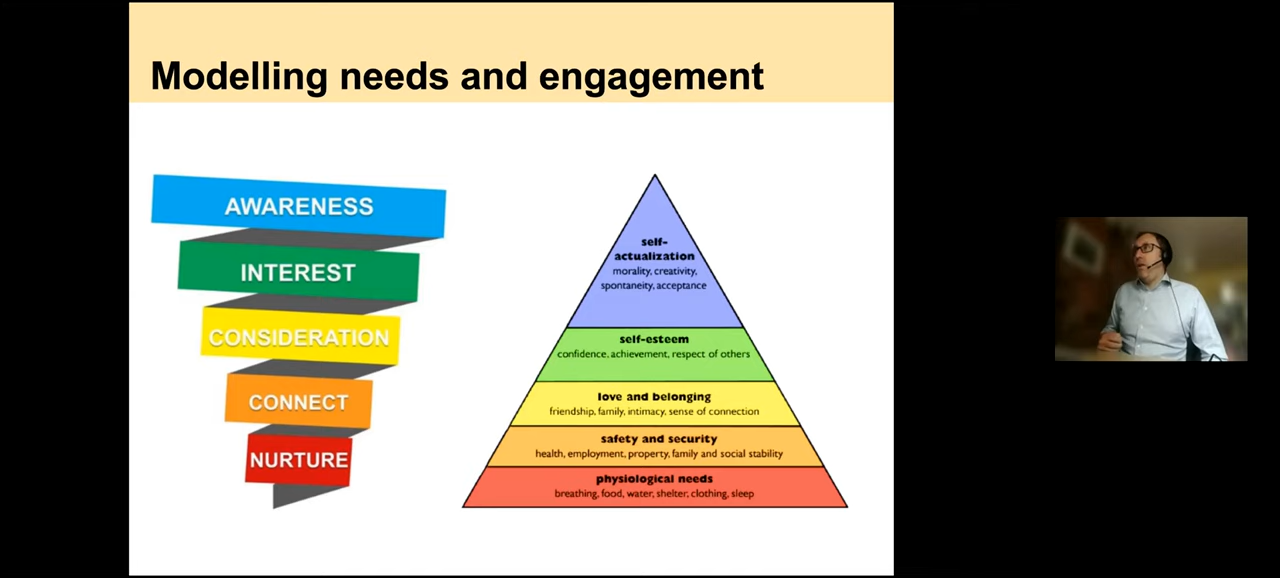 Modelling needs and engagement
AWARENESS
INTEREST
CONSIDERATION
CONNECT
NURTURE
self-
actualization
morality, creativity,
spontaneity, acceptance
self-esteem
confidence, achievement, respect of others
love and belonging
friendship, family, intimacy, sense of connection
safety and security
health, employment, property, family and social stability
physiological needs
breathing, food, water, shelter, clothing, sleep